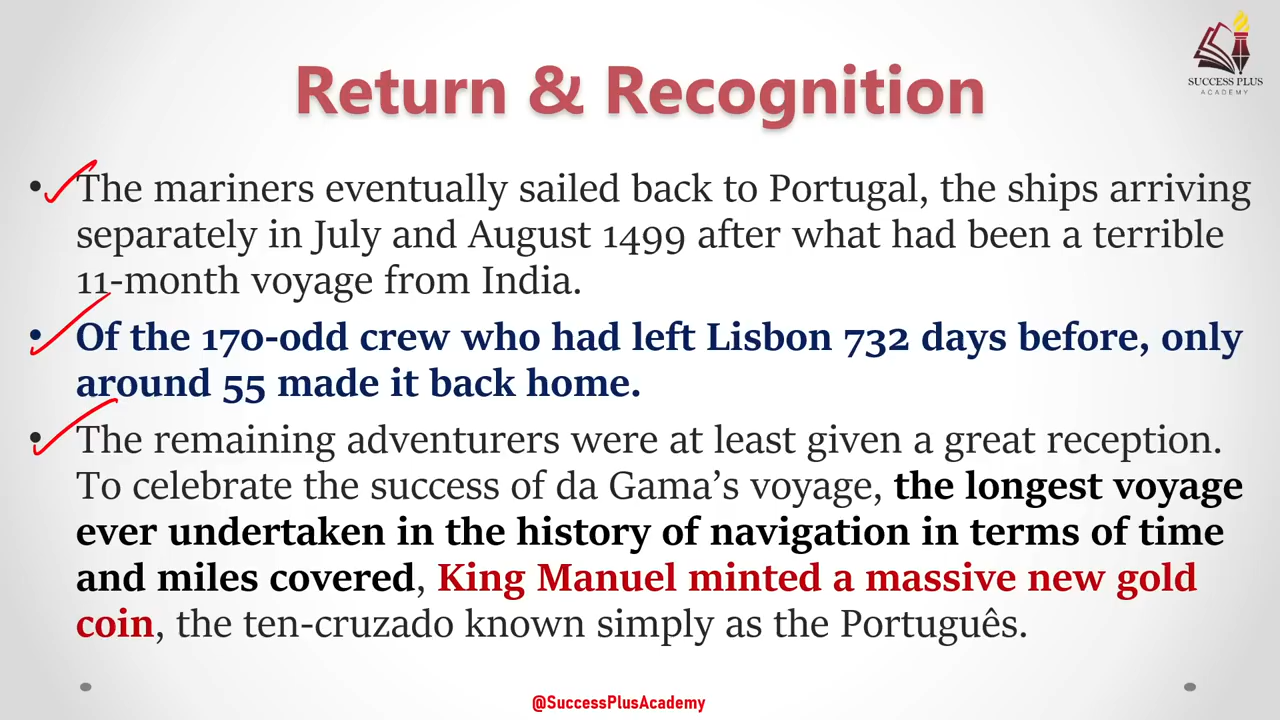 SUCCESS PLUS
ACADEMY
Return & Recognition
• The mariners eventually sailed back to Portugal, the ships arriving
separately in July and August 1499 after what had been a terrible
11-month voyage from India.
• Of the 170-odd crew who had left Lisbon 732 days before, only
around 55 made it back home.
• The remaining adventurers were at least given a great reception.
To celebrate the success of da Gama’s voyage, the longest voyage
ever undertaken in the history of navigation in terms of time
and miles covered, King Manuel minted a massive new gold
coin, the ten-cruzado known simply as the Português.
@SuccessPlusAcademy